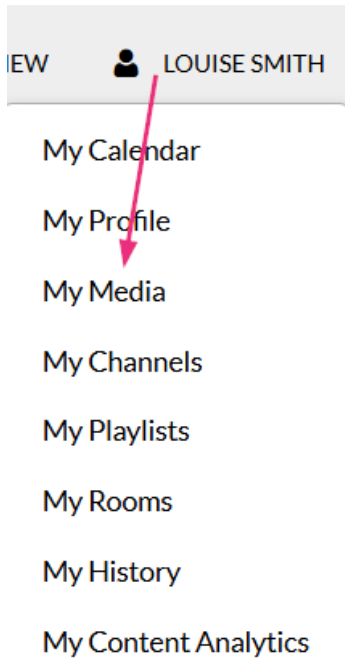 IEW LOUISE SMITH
My Calendar
My Profile
My Media
My Channels
My Playlists
My Rooms
My History
My Content Analytics